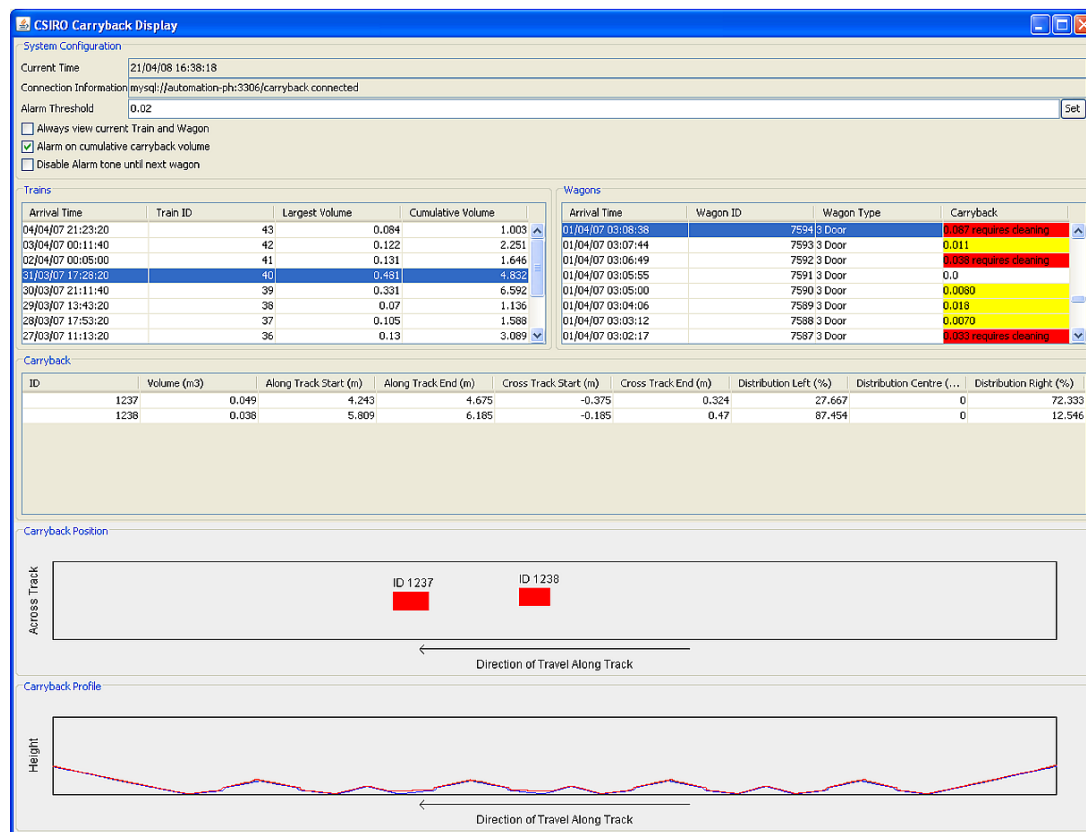 CSIRO Carryback Display
System Configuration
Current Time 21/04/08 16:38:18
Connection Information mysql://automation-ph:3306/carryback connected
Alarm Threshold 0.02 Set
Always view current Train and Wagon
Alarm on cumulative carryback volume
Disable Alarm tone until next wagon
Trains
Arrival Time Train ID Largest Volume Cumulative Volume
04/04/07 21:23:20 43 0.084 1.003
03/04/07 00:11:40 42 0.122 2.251
02/04/07 00:05:00 41 0.131 1.646
31/03/07 17:28:20 40 0.481 4.832
30/03/07 21:11:40 39 0.331 6.592
29/03/07 13:43:20 38 0.07 1.136
28/03/07 17:53:20 37 0.105 1.588
27/03/07 11:13:20 36 0.13 3.089
Wagons
Arrival Time Wagon ID Wagon Type Carryback
01/04/07 03:08:38 7594 3 Door 0.087 requires cleaning
01/04/07 03:07:44 7593 3 Door 0.011
01/04/07 03:06:49 7592 3 Door 0.038 requires cleaning
01/04/07 03:05:55 7591 3 Door 0.0
01/04/07 03:05:00 7590 3 Door 0.0080
01/04/07 03:04:06 7589 3 Door 0.018
01/04/07 03:03:12 7588 3 Door 0.0070
01/04/07 03:02:17 7587 3 Door 0.033 requires cleaning
Carryback
ID Volume (m3) Along Track Start (m) Along Track End (m) Cross Track Start (m) Cross Track End (m) Distribution Left (%) Distribution Centre (... Distribution Right (%)
1237 0.049 4.243 4.675 -0.375 0.324 27.667 0 72.333
1238 0.038 5.809 6.185 -0.185 0.47 87.454 0 12.546
Carryback Position
Across Track
ID 1237
ID 1238
Direction of Travel Along Track
Carryback Profile
Height
Direction of Travel Along Track